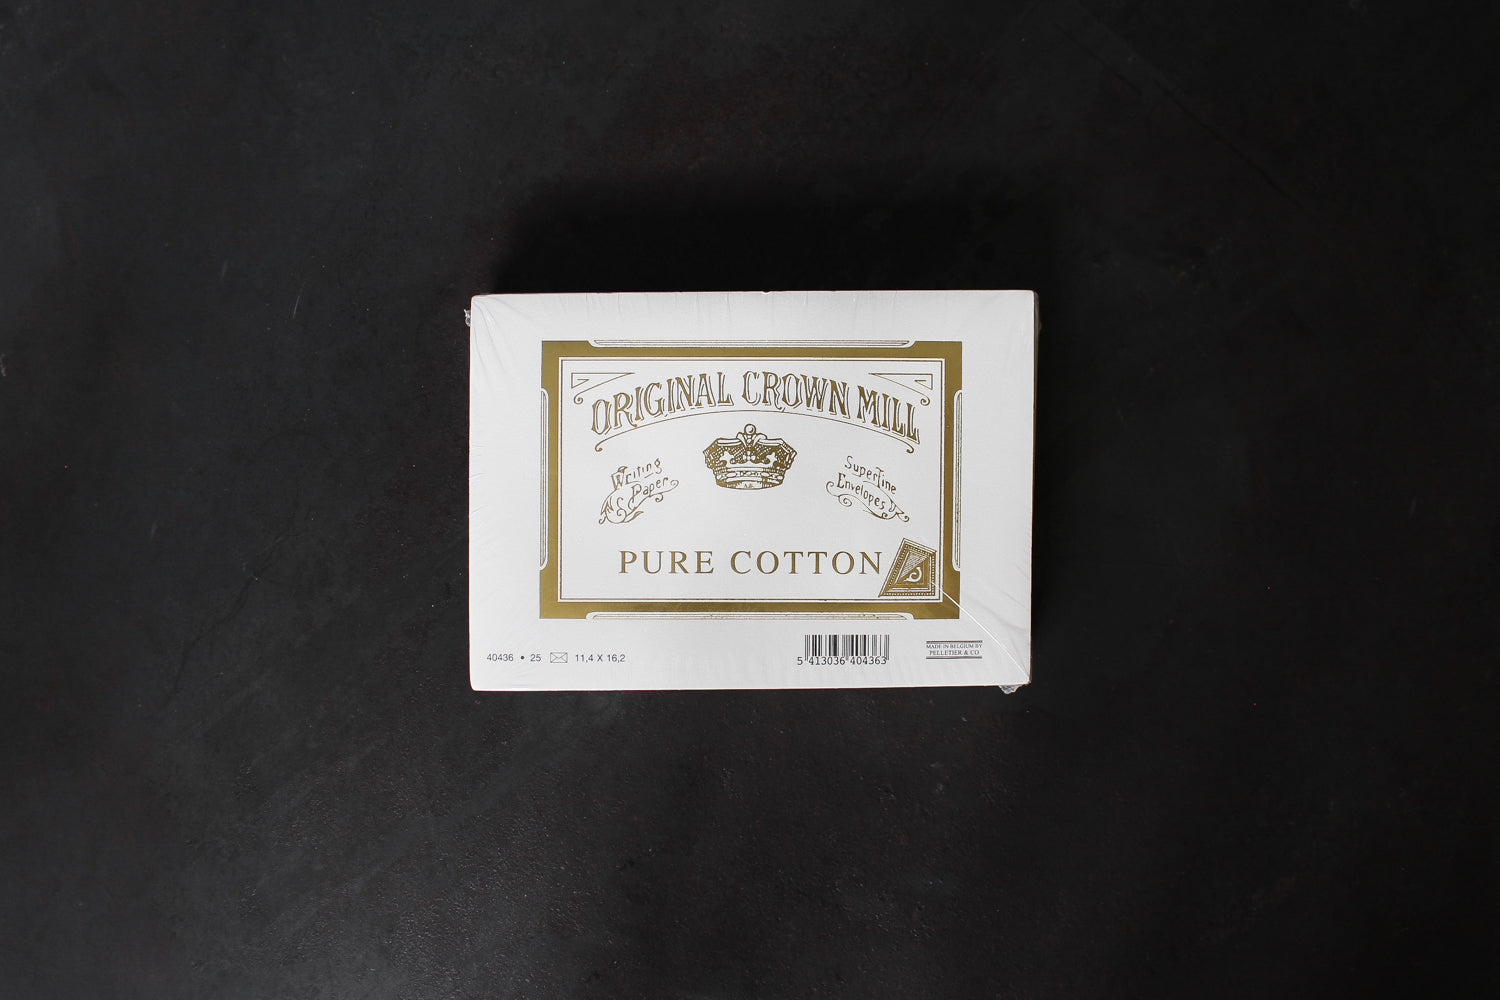 ORIGINAL CROWN MILL
Writing
Paper
Superfine
Envelopes
PURE COTTON
40436 • 25 11,4 X 16,2
5 413036 404363
MADE IN BELGIUM BY
PELLETIER & CO